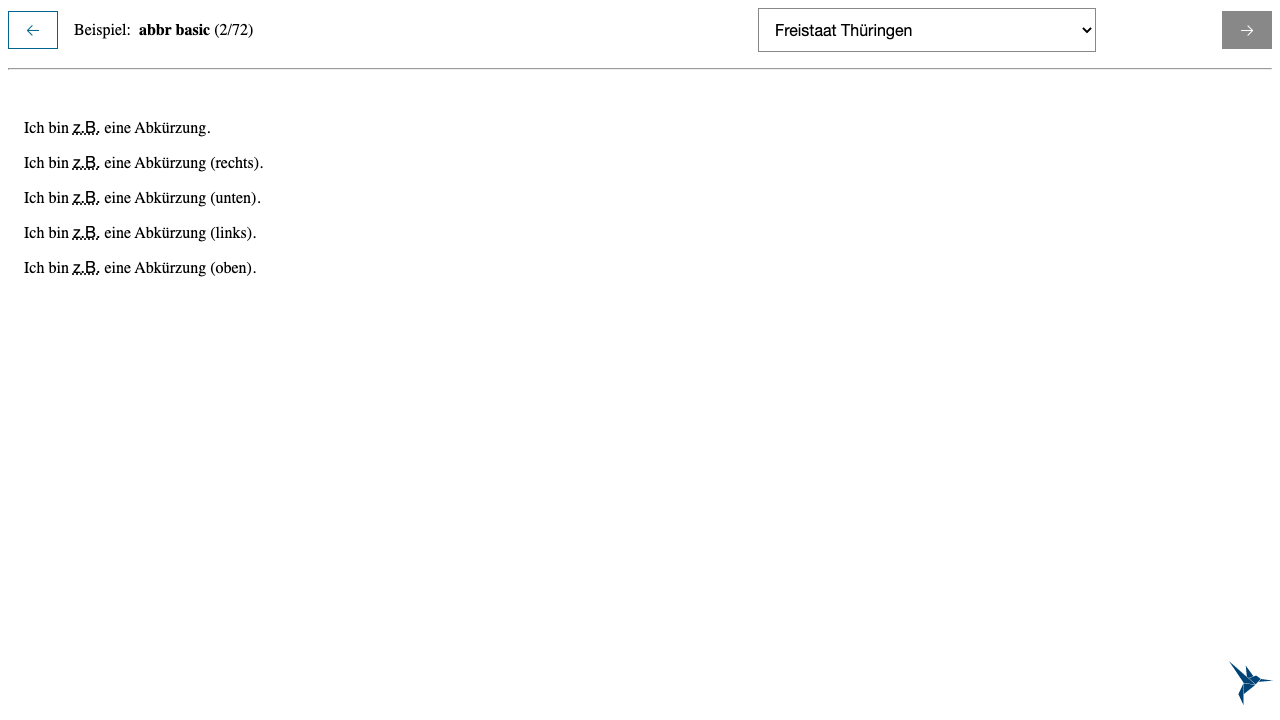 Beispiel: abbr basic (2/72)
Freistaat Thüringen
Ich bin z.B. eine Abkürzung.
Ich bin z.B. eine Abkürzung (rechts).
Ich bin z.B. eine Abkürzung (unten).
Ich bin z.B. eine Abkürzung (links).
Ich bin z.B. eine Abkürzung (oben).